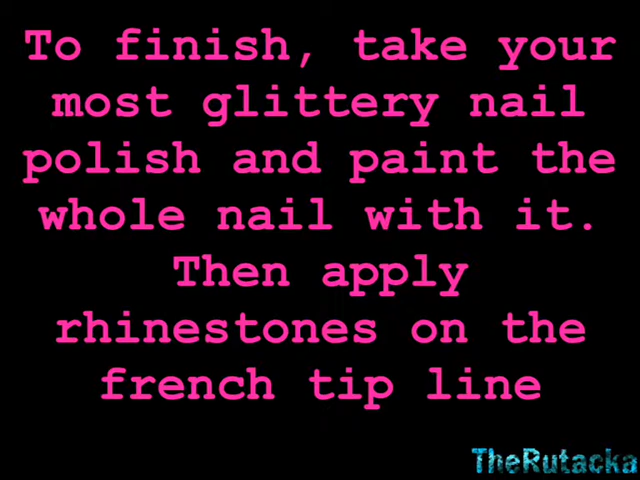 To finish, take your
most glittery nail
polish and paint the
whole nail with it.
Then apply
rhinestones on the
french tip line
TheRutacka